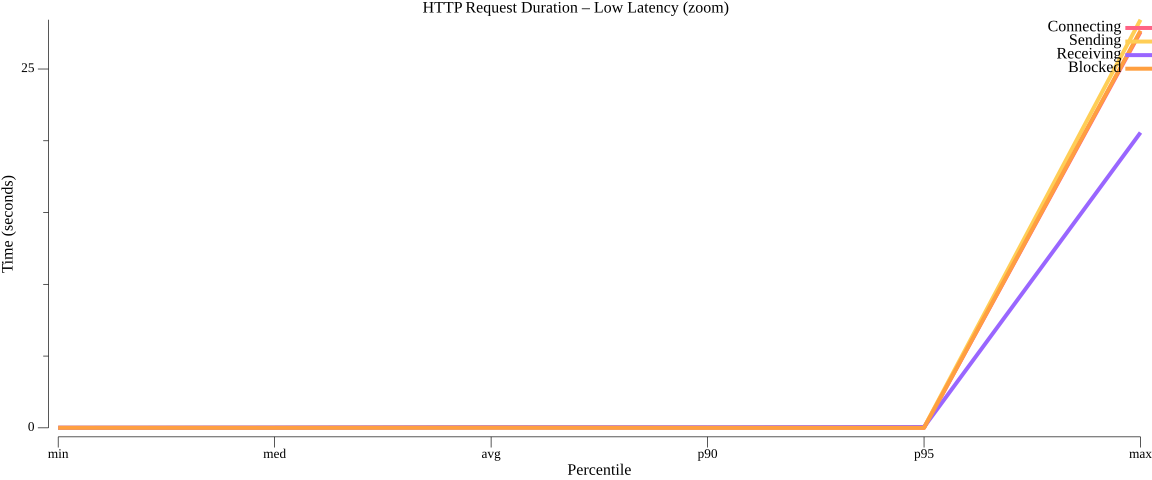 HTTP Request Duration – Low Latency (zoom)
Connecting
Sending
Receiving
Blocked
25
0
Time (seconds)
min med avg p90 p95 max
Percentile